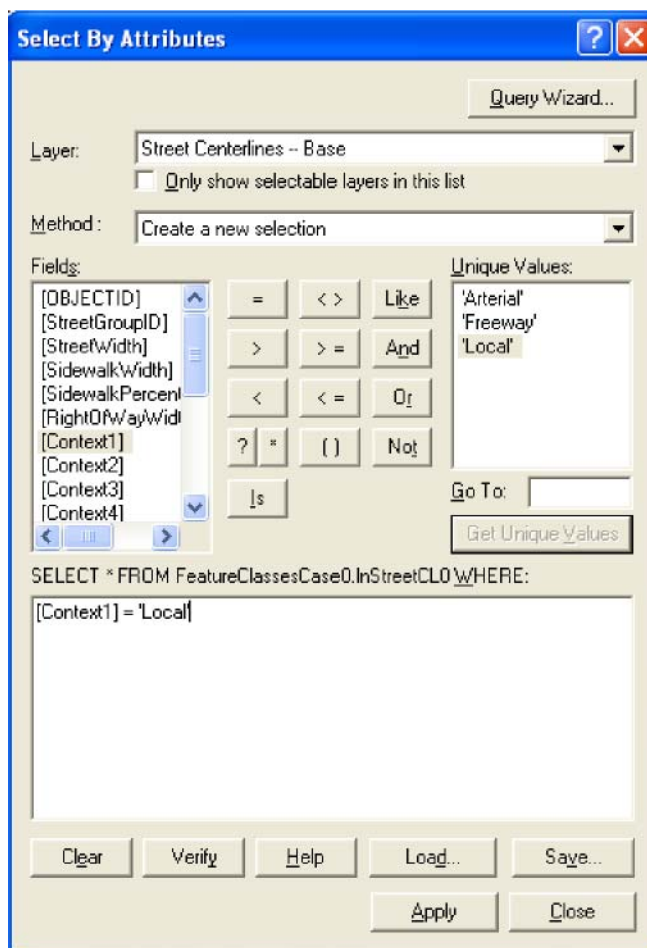 Select By Attributes
Query Wizard...
Layer: Street Centerlines -- Base
Only show selectable layers in this list
Method : Create a new selection
Fields:
[OBJECTID]
[StreetGroupID]
[StreetWidth]
[SidewalkWidth]
[SidewalkPercent
[RightOfWayWidt
[Context1]
[Context2]
[Context3]
[Context4]
= < > Like
> > = And
< < = Or
? * ( ) Not
Is
Unique Values:
'Arterial'
'Freeway'
'Local'
Go To:
Get Unique Values
SELECT * FROM FeatureClassesCase0.InStreetCL0 WHERE:
[Context1] = 'Local'
Clear Verify Help Load... Save...
Apply Close